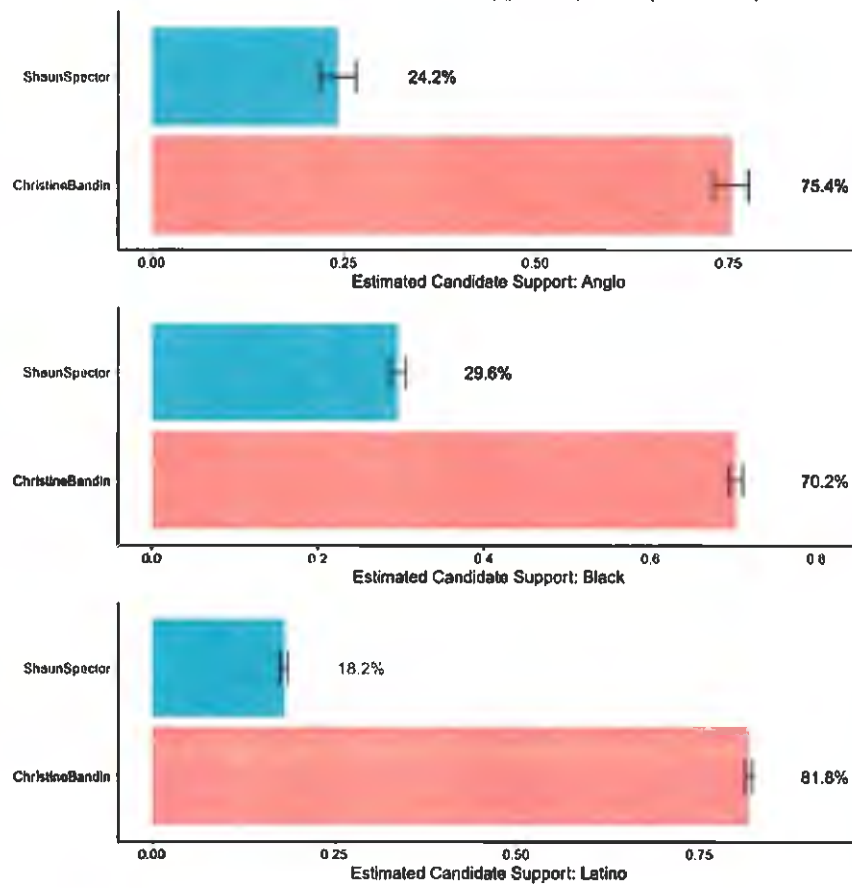 ShaunSpector
24.2%
ChristineBandin
75.4%
0.00 0.25 0.50 0.75
Estimated Candidate Support: Anglo
ShaunSpector
29.6%
ChristineBandin
70.2%
0.0 0.2 0.4 0.6 0.8
Estimated Candidate Support: Black
ShaunSpector
18.2%
ChristineBandin
81.8%
0.00 0.25 0.50 0.75
Estimated Candidate Support: Latino